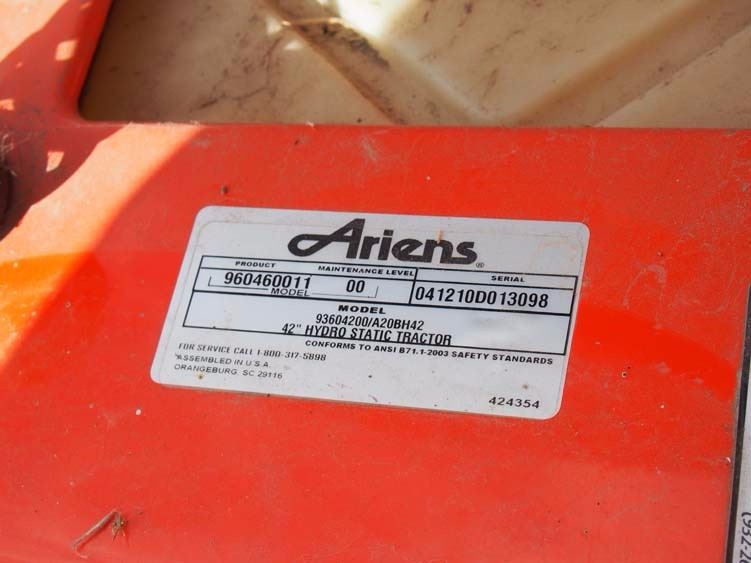 Ariens®
PRODUCT MAINTENANCE LEVEL SERIAL
960460011 00 041210D013098
MODEL
MODEL
93604200/A20BH42
42" HYDRO STATIC TRACTOR
CONFORMS TO ANSI B71.1-2003 SAFETY STANDARDS
FOR SERVICE CALL 1-800-317-5898
ASSEMBLED IN U.S.A.
ORANGEBURG, SC 29116
424354